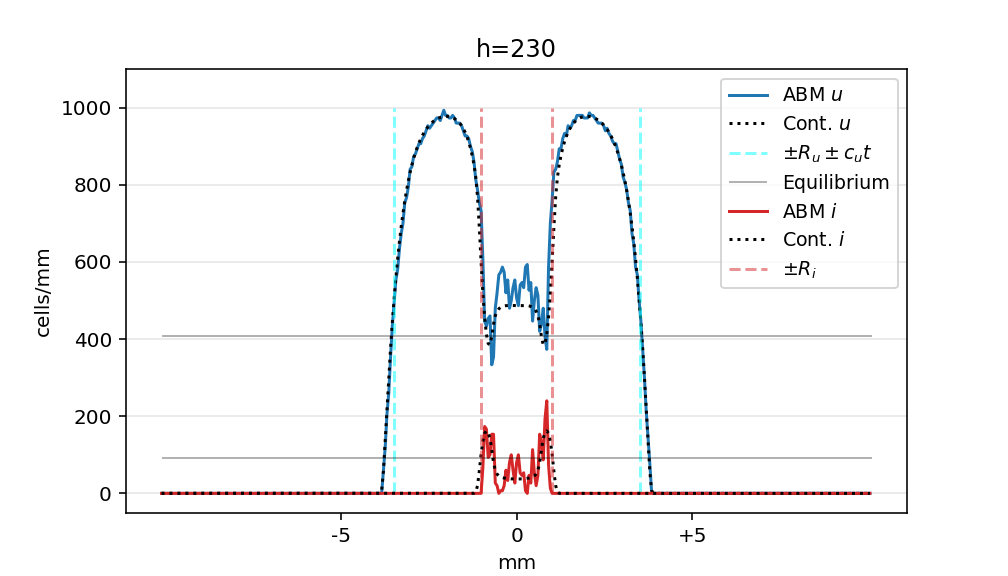 h=230
1000
800
600
400
200
0
cells/mm
-5
0
+5
mm
ABM u
Cont. u
±Rᵤ ± cᵤt
Equilibrium
ABM i
Cont. i
±Rᵢ